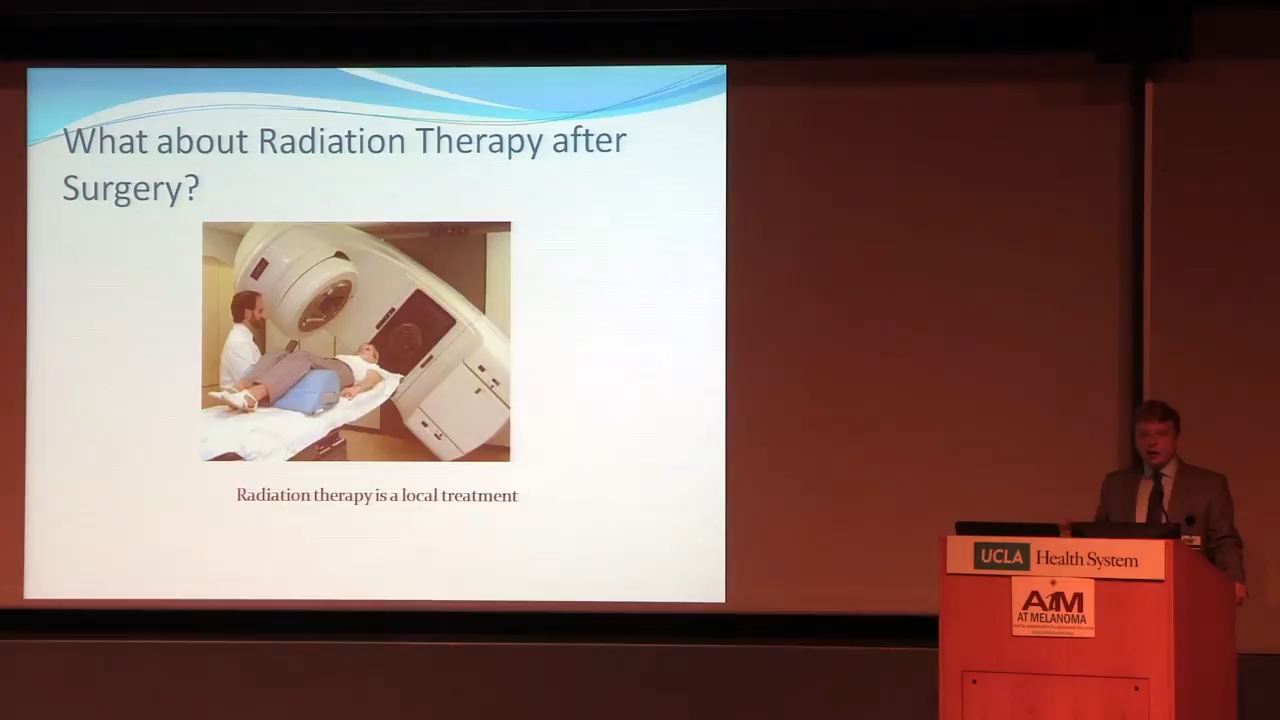 What about Radiation Therapy after
Surgery?
Radiation therapy is a local treatment
UCLA Health System
AIM
AT MELANOMA